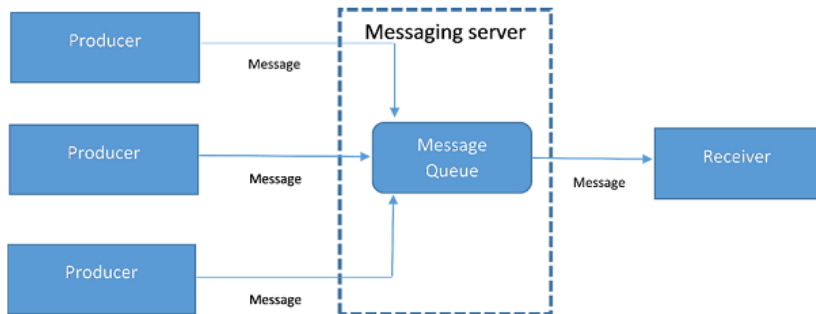 Producer
Message
Messaging server
Producer
Message
Message
Queue
Message
Receiver
Producer
Message